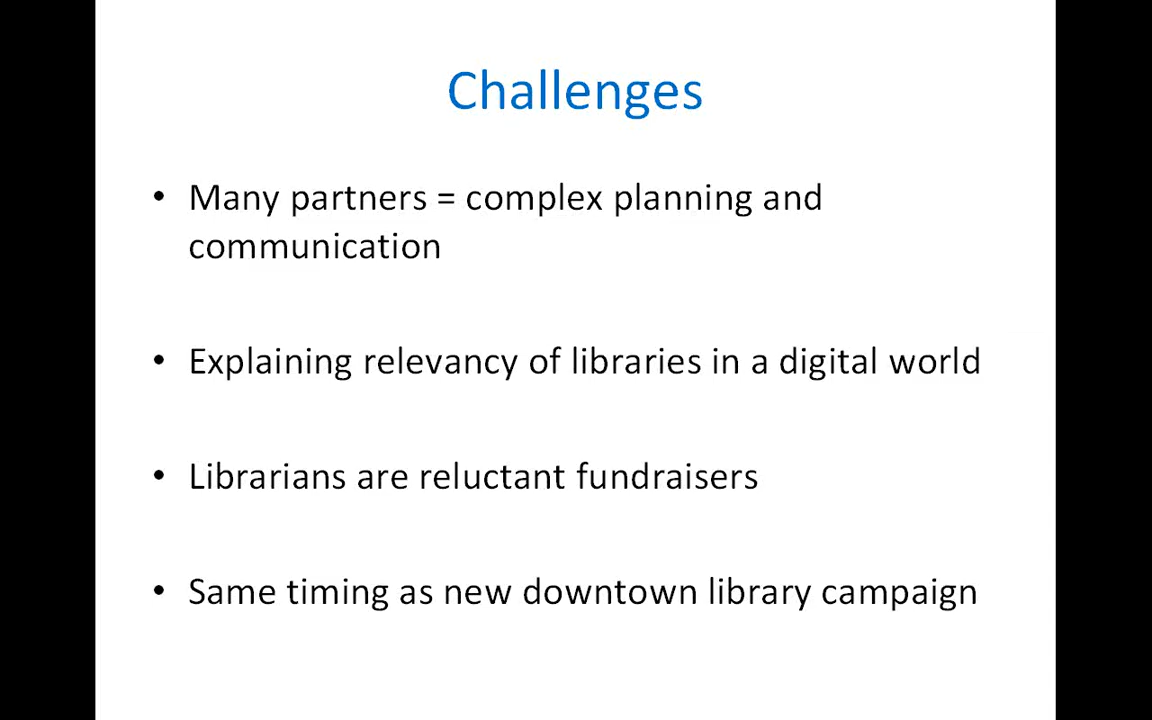 Challenges
• Many partners = complex planning and
communication
• Explaining relevancy of libraries in a digital world
• Librarians are reluctant fundraisers
• Same timing as new downtown library campaign